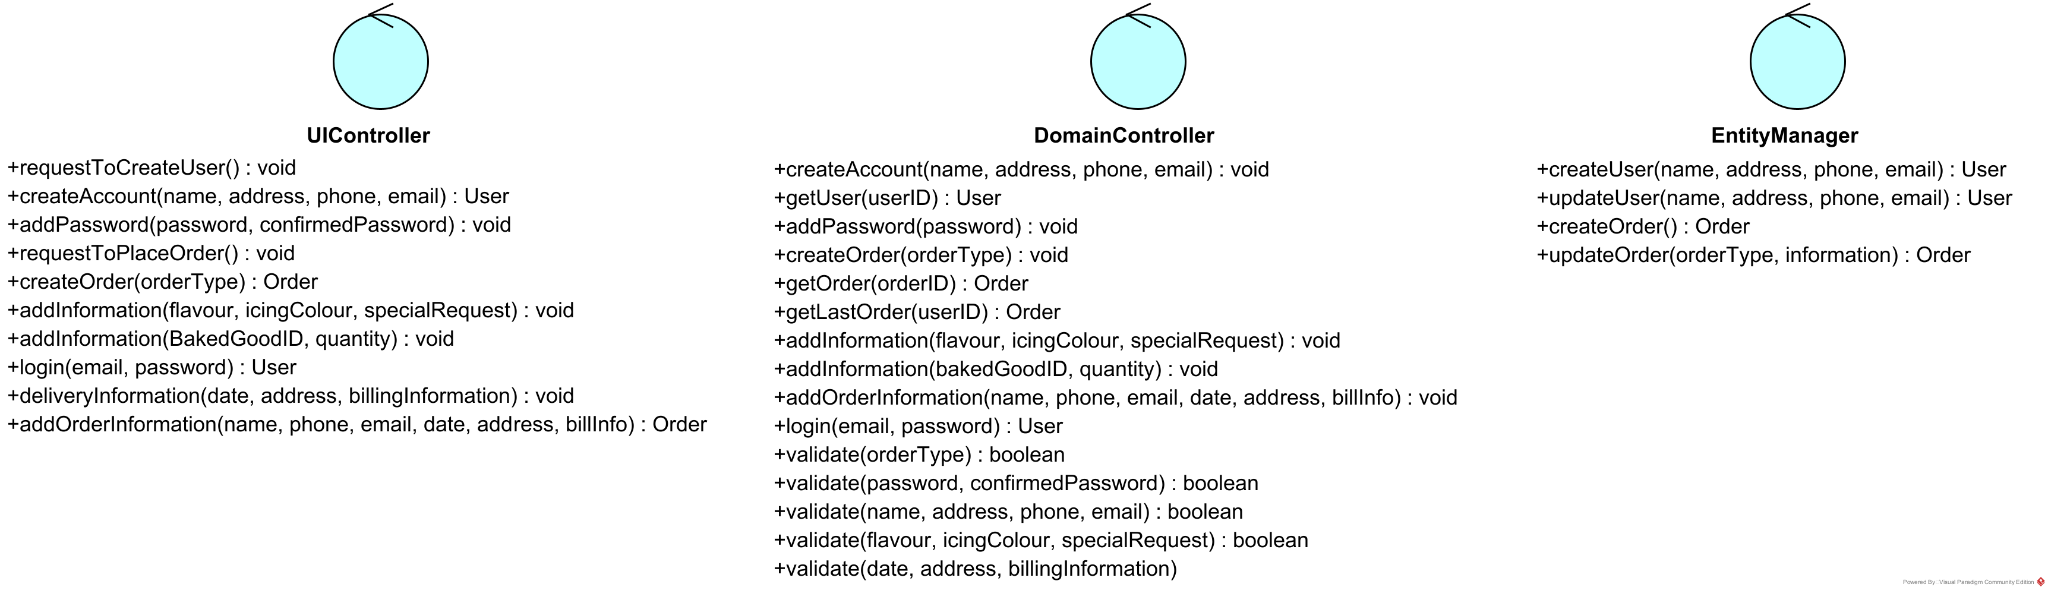 UIController
+requestToCreateUser() : void
+createAccount(name, address, phone, email) : User
+addPassword(password, confirmedPassword) : void
+requestToPlaceOrder() : void
+createOrder(orderType) : Order
+addInformation(flavour, icingColour, specialRequest) : void
+addInformation(BakedGoodID, quantity) : void
+login(email, password) : User
+deliveryInformation(date, address, billingInformation) : void
+addOrderInformation(name, phone, email, date, address, billInfo) : Order
DomainController
+createAccount(name, address, phone, email) : void
+getUser(userID) : User
+addPassword(password) : void
+createOrder(orderType) : void
+getOrder(orderID) : Order
+getLastOrder(userID) : Order
+addInformation(flavour, icingColour, specialRequest) : void
+addInformation(bakedGoodID, quantity) : void
+addOrderInformation(name, phone, email, date, address, billInfo) : void
+login(email, password) : User
+validate(orderType) : boolean
+validate(password, confirmedPassword) : boolean
+validate(name, address, phone, email) : boolean
+validate(flavour, icingColour, specialRequest) : boolean
+validate(date, address, billingInformation)
EntityManager
+createUser(name, address, phone, email) : User
+updateUser(name, address, phone, email) : User
+createOrder() : Order
+updateOrder(orderType, information) : Order
Powered By Visual Paradigm Community Edition